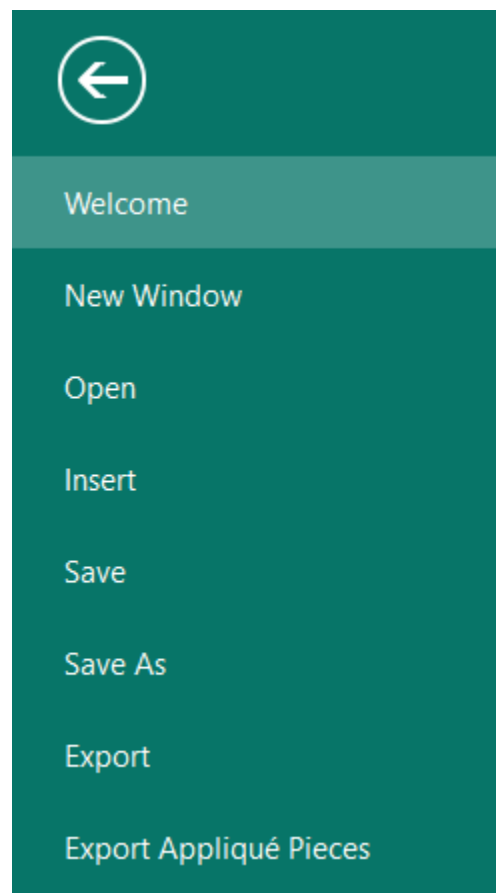 Welcome
New Window
Open
Insert
Save
Save As
Export
Export Appliqué Pieces